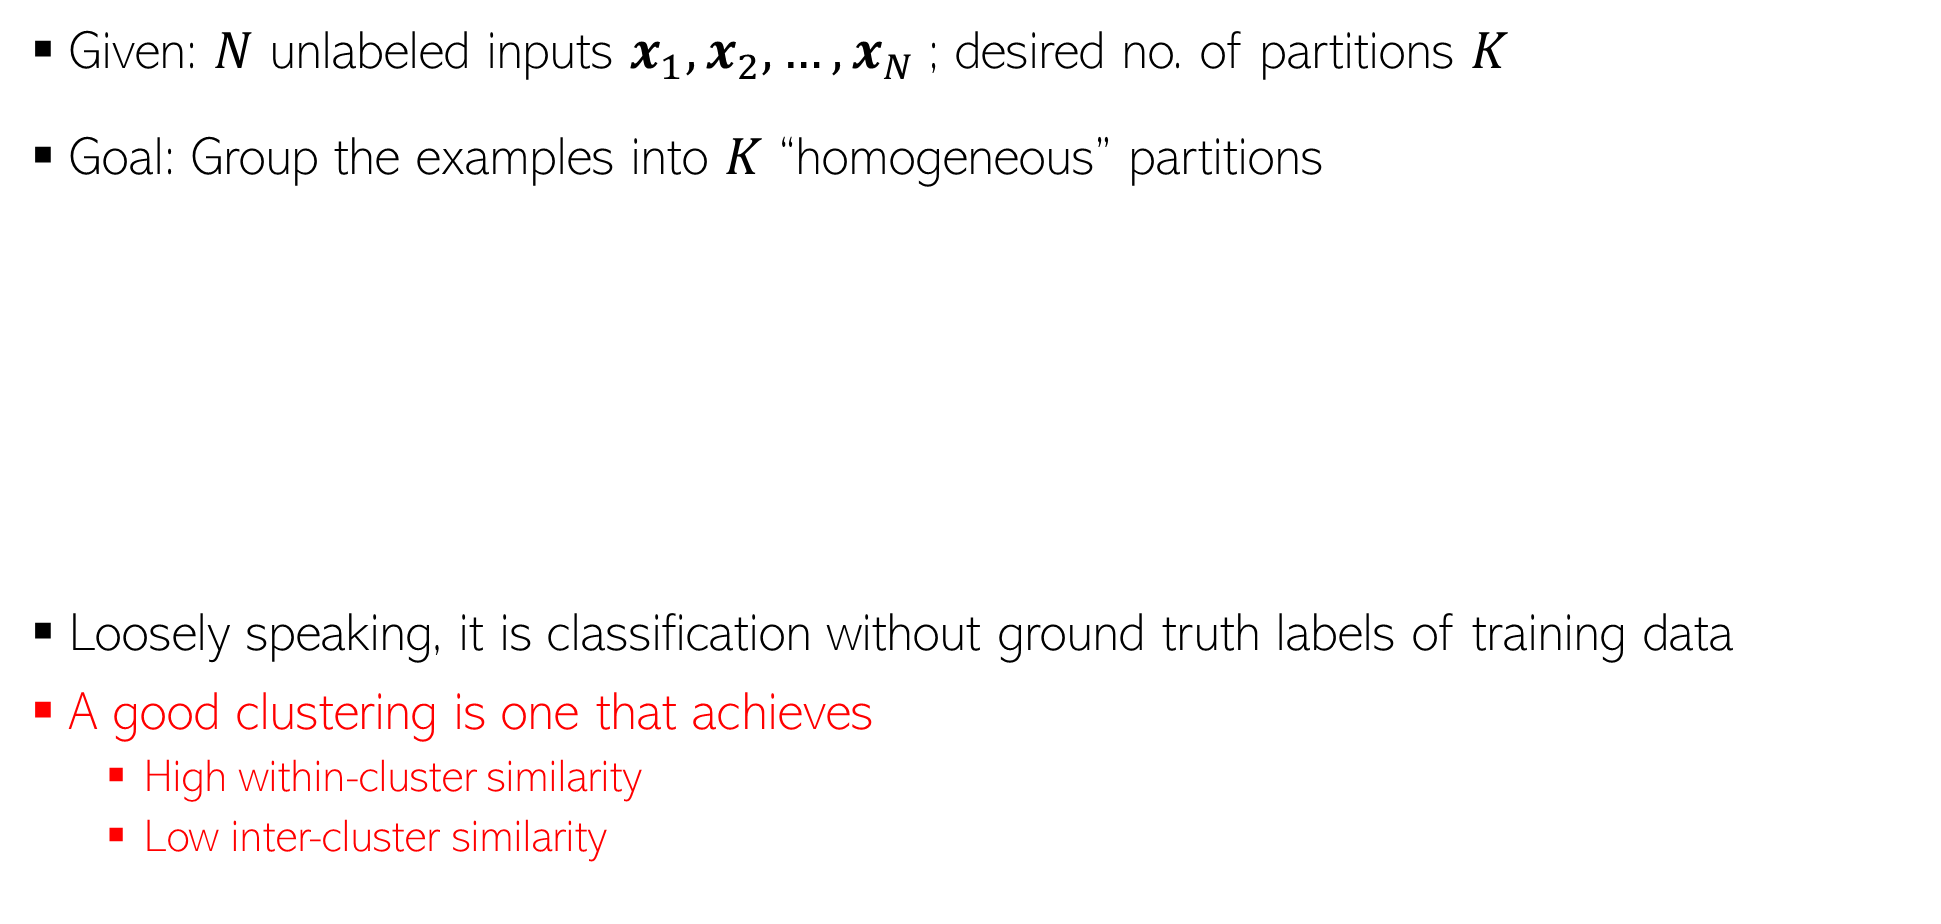 ▪ Given: N unlabeled inputs x₁, x₂, … , x_N ; desired no. of partitions K
▪ Goal: Group the examples into K “homogeneous” partitions
▪ Loosely speaking, it is classification without ground truth labels of training data
▪ A good clustering is one that achieves
▪ High within-cluster similarity
▪ Low inter-cluster similarity